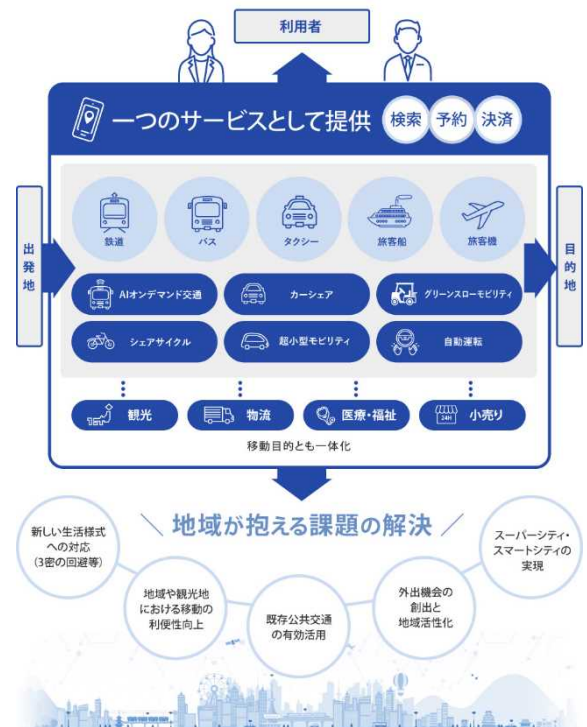 利用者
一つのサービスとして提供
検索
予約
決済
出発地
目的地
鉄道
バス
タクシー
旅客船
旅客機
AIオンデマンド交通
カーシェア
グリーンスローモビリティ
シェアサイクル
超小型モビリティ
自動運転
観光
物流
医療・福祉
24H
小売り
移動目的とも一体化
地域が抱える課題の解決
新しい生活様式
への対応
(3密の回避等)
地域や観光地
における移動の
利便性向上
既存公共交通
の有効活用
外出機会の
創出と
地域活性化
スーパーシティ・
スマートシティの
実現